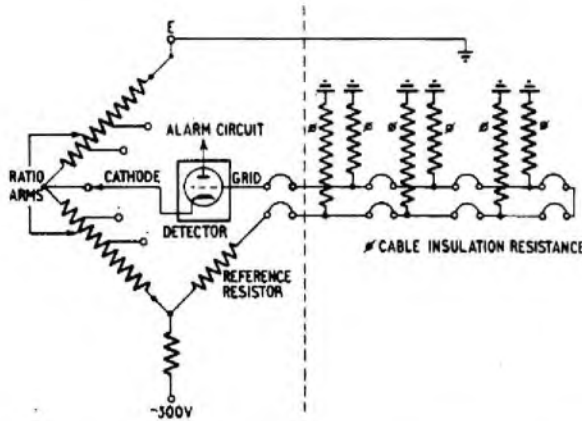 E
ALARM CIRCUIT
RATIO
ARMS
CATHODE
GRID
DETECTOR
REFERENCE
RESISTOR
ø CABLE INSULATION RESISTANCE
ø
ø
ø
ø
ø
ø
-300V